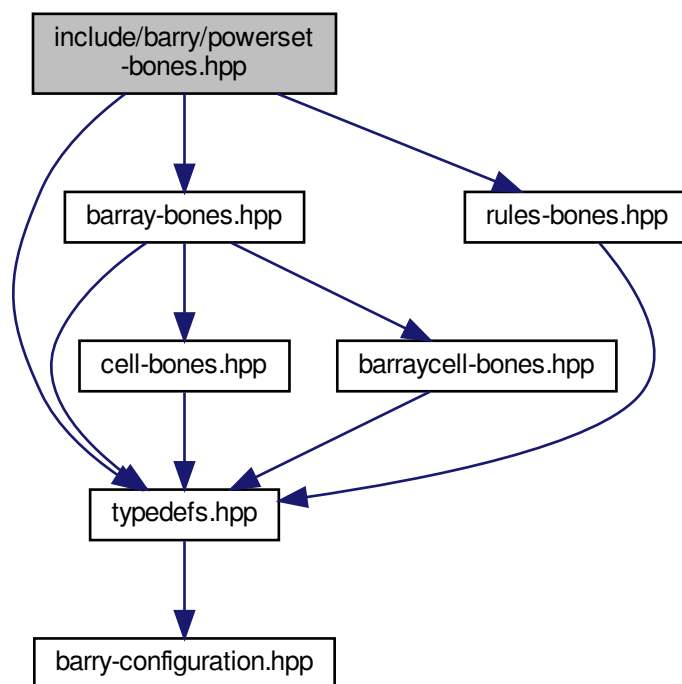 include/barry/powerset
-bones.hpp
barray-bones.hpp
rules-bones.hpp
cell-bones.hpp
barraycell-bones.hpp
typedefs.hpp
barry-configuration.hpp